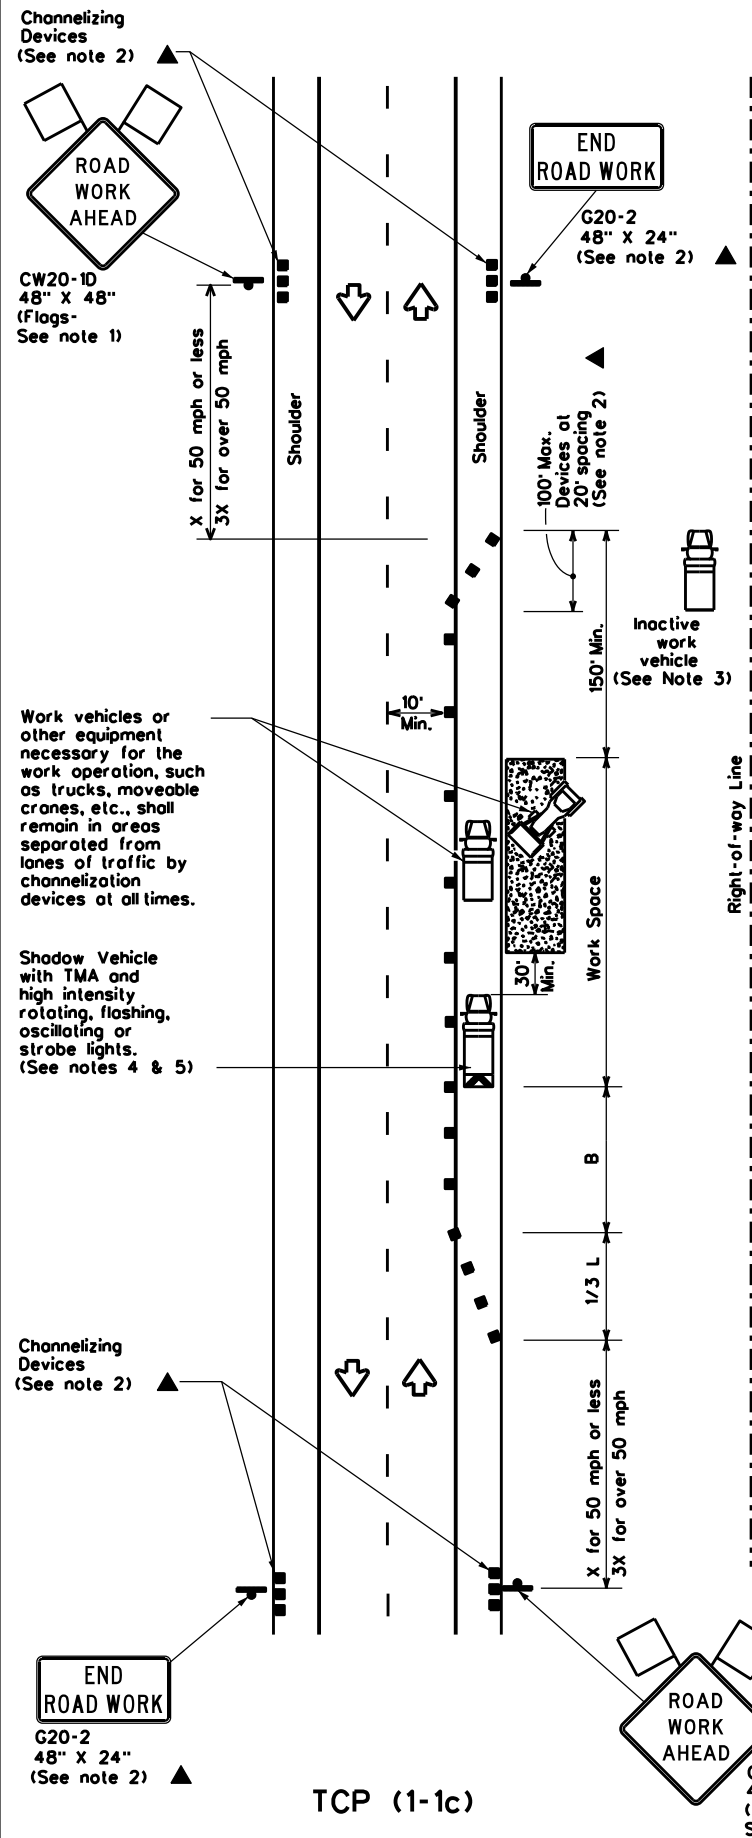 Channelizing
Devices
(See note 2)
ROAD
WORK
AHEAD
CW20-1D
48" X 48"
(Flags-
See note 1)
END
ROAD WORK
G20-2
48" X 24"
(See note 2)
X for 50 mph or less
3X for over 50 mph
Shoulder
Shoulder
100' Max.
Devices at
20' spacing
(See note 2)
Inactive
work
vehicle
(See Note 3)
150' Min.
10'
Min.
Work vehicles or
other equipment
necessary for the
work operation, such
as trucks, moveable
cranes, etc., shall
remain in areas
separated from
lanes of traffic by
channelization
devices at all times.
Right-of-way Line
Work Space
30'
Min.
Shadow Vehicle
with TMA and
high intensity
rotating, flashing,
oscillating or
strobe lights.
(See notes 4 & 5)
B
1/3 L
Channelizing
Devices
(See note 2)
X for 50 mph or less
3X for over 50 mph
END
ROAD WORK
G20-2
48" X 24"
(See note 2)
ROAD
WORK
AHEAD
TCP (1-1c)